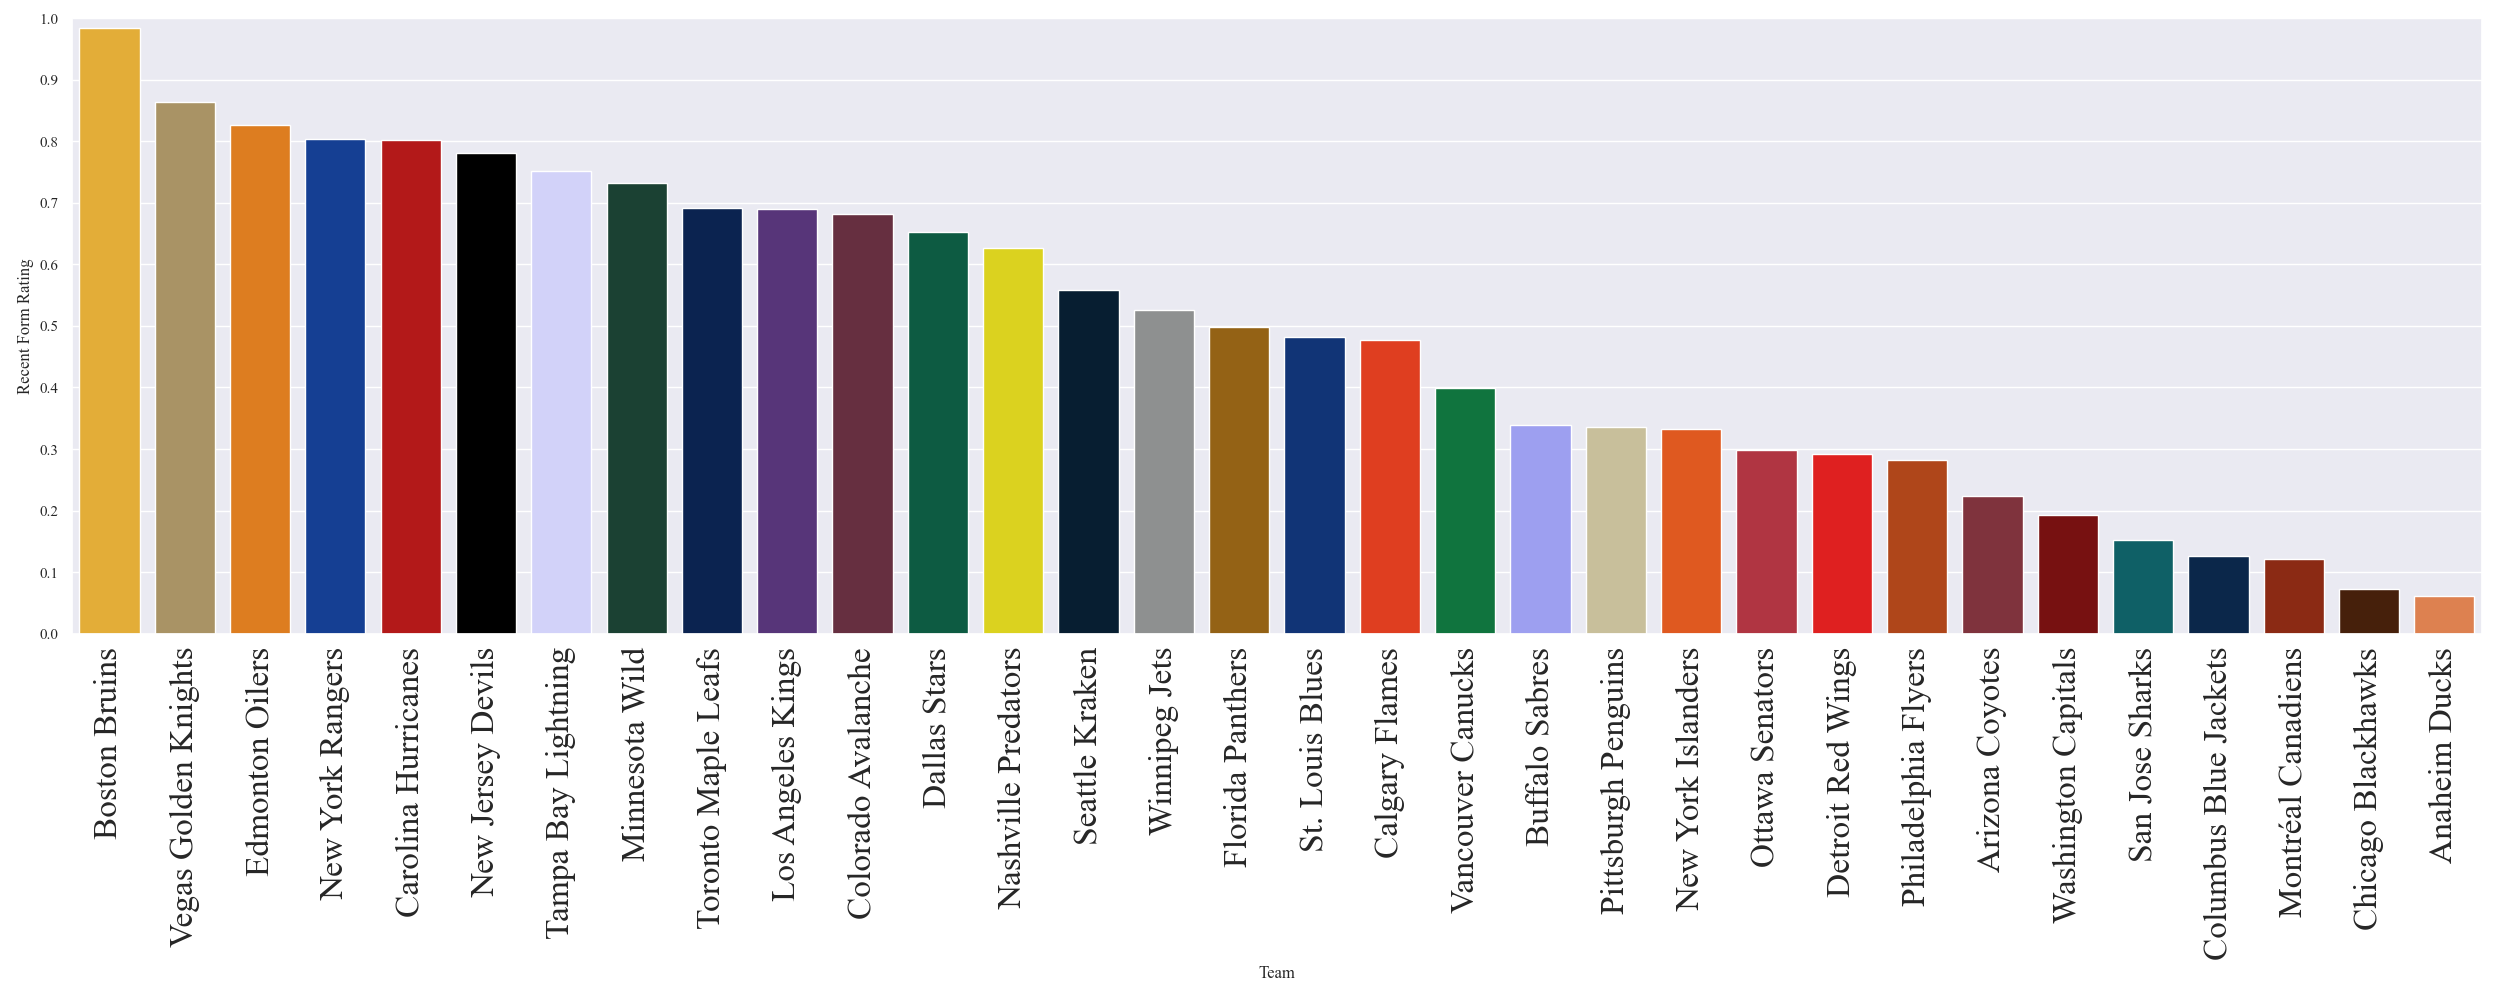 1.0
0.9
0.8
0.7
0.6
0.5
0.4
0.3
0.2
0.1
0.0
Recent Form Rating
Boston Bruins
Vegas Golden Knights
Edmonton Oilers
New York Rangers
Carolina Hurricanes
New Jersey Devils
Tampa Bay Lightning
Minnesota Wild
Toronto Maple Leafs
Los Angeles Kings
Colorado Avalanche
Dallas Stars
Nashville Predators
Seattle Kraken
Winnipeg Jets
Florida Panthers
St. Louis Blues
Calgary Flames
Vancouver Canucks
Buffalo Sabres
Pittsburgh Penguins
New York Islanders
Ottawa Senators
Detroit Red Wings
Philadelphia Flyers
Arizona Coyotes
Washington Capitals
San Jose Sharks
Columbus Blue Jackets
Montréal Canadiens
Chicago Blackhawks
Anaheim Ducks
Team